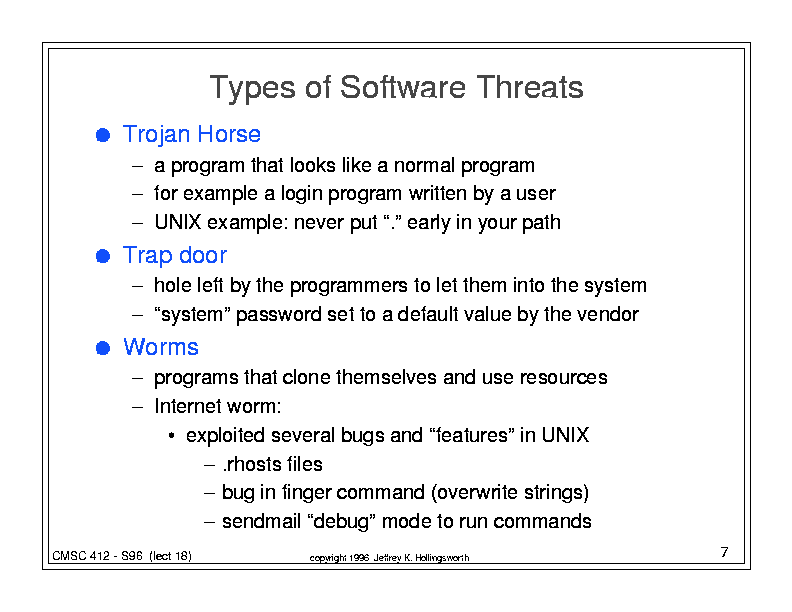 Types of Software Threats
● Trojan Horse
– a program that looks like a normal program
– for example a login program written by a user
– UNIX example: never put “.” early in your path
● Trap door
– hole left by the programmers to let them into the system
– “system” password set to a default value by the vendor
● Worms
– programs that clone themselves and use resources
– Internet worm:
• exploited several bugs and “features” in UNIX
– .rhosts files
– bug in finger command (overwrite strings)
– sendmail “debug” mode to run commands
CMSC 412 - S96 (lect 18)
copyright 1996 Jeffrey K. Hollingsworth
7